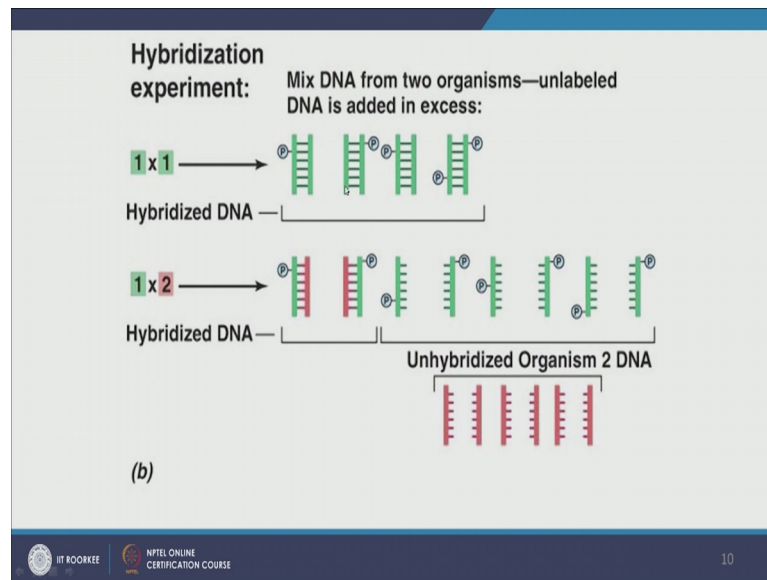 Hybridization
experiment:
Mix DNA from two organisms—unlabeled
DNA is added in excess:
1 x 1
P P P P P
Hybridized DNA
1 x 2
P P P P P P P P
Hybridized DNA
Unhybridized Organism 2 DNA
(b)
IIT ROORKEE
NPTEL ONLINE
CERTIFICATION COURSE
NPTEL
10